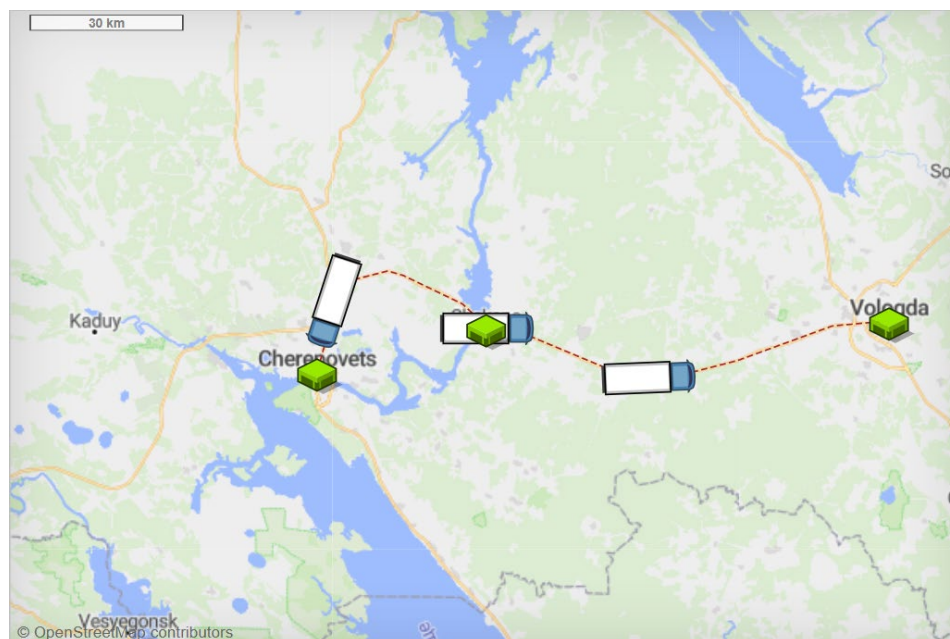 30 km
So
Vologda
Kaduy
Cherepovets
Vesyegonsk
© OpenStreetMap contributors